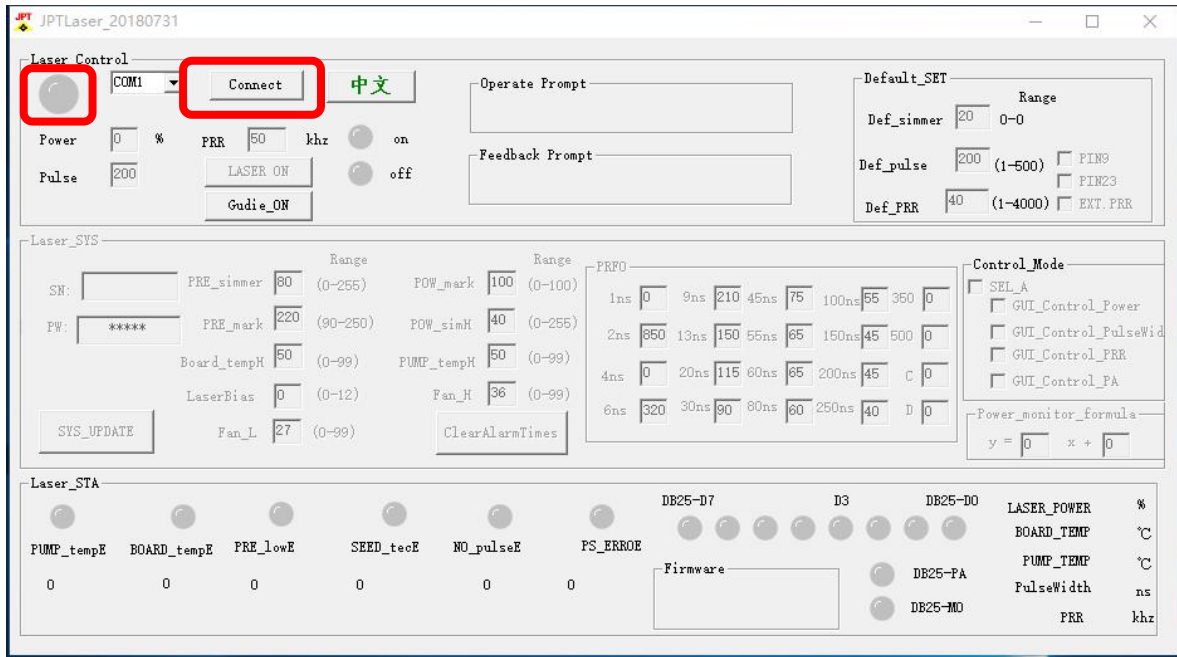 JPT JPTLaser_20180731
Laser Control
COM1 Connect 中文
Power 0 % PRR 50 khz on
Pulse 200 LASER ON off
Gudie_ON
Operate Prompt
Feedback Prompt
Default_SET
Range
Def_simmer 20 0-0
Def_pulse 200 (1-500) PIN9
PIN23
Def_PRR 40 (1-4000) EXT.PRR
Laser_SYS
SN:
PW: *****
SYS_UPDATE
Range
PRE_simmer 80 (0-255)
PRE_mark 220 (90-250)
Board_tempH 50 (0-99)
LaserBias 0 (0-12)
Fan_L 27 (0-99)
Range
POW_mark 100 (0-100)
POW_simH 40 (0-255)
PUMP_tempH 50 (0-99)
Fan_H 36 (0-99)
ClearAlarmTimes
PRFO
1ns 0 9ns 210 45ns 75 100ns 55 350 0
2ns 850 13ns 150 55ns 65 150ns 45 500 0
4ns 0 20ns 115 60ns 65 200ns 45 C 0
6ns 320 30ns 90 80ns 60 250ns 40 D 0
Control_Mode
SEL_A
GUI_Control_Power
GUI_Control_PulseWid
GUI_Control_PRR
GUI_Control_PA
Power_monitor_formula
y = 0 x + 0
Laser_STA
PUMP_tempE BOARD_tempE PRE_lowE SEED_tecE NO_pulseE PS_ERROE
0 0 0 0 0 0
DB25-D7 D3 DB25-D0
Firmware
DB25-PA
DB25-MO
LASER_POWER %
BOARD_TEMP °C
PUMP_TEMP °C
PulseWidth ns
PRR khz